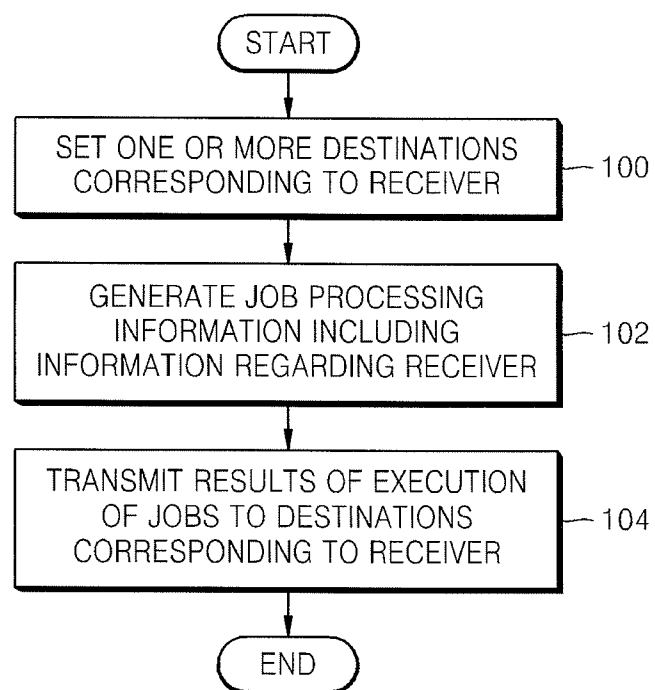 START
SET ONE OR MORE DESTINATIONS
CORRESPONDING TO RECEIVER
100
GENERATE JOB PROCESSING
INFORMATION INCLUDING
INFORMATION REGARDING RECEIVER
102
TRANSMIT RESULTS OF EXECUTION
OF JOBS TO DESTINATIONS
CORRESPONDING TO RECEIVER
104
END